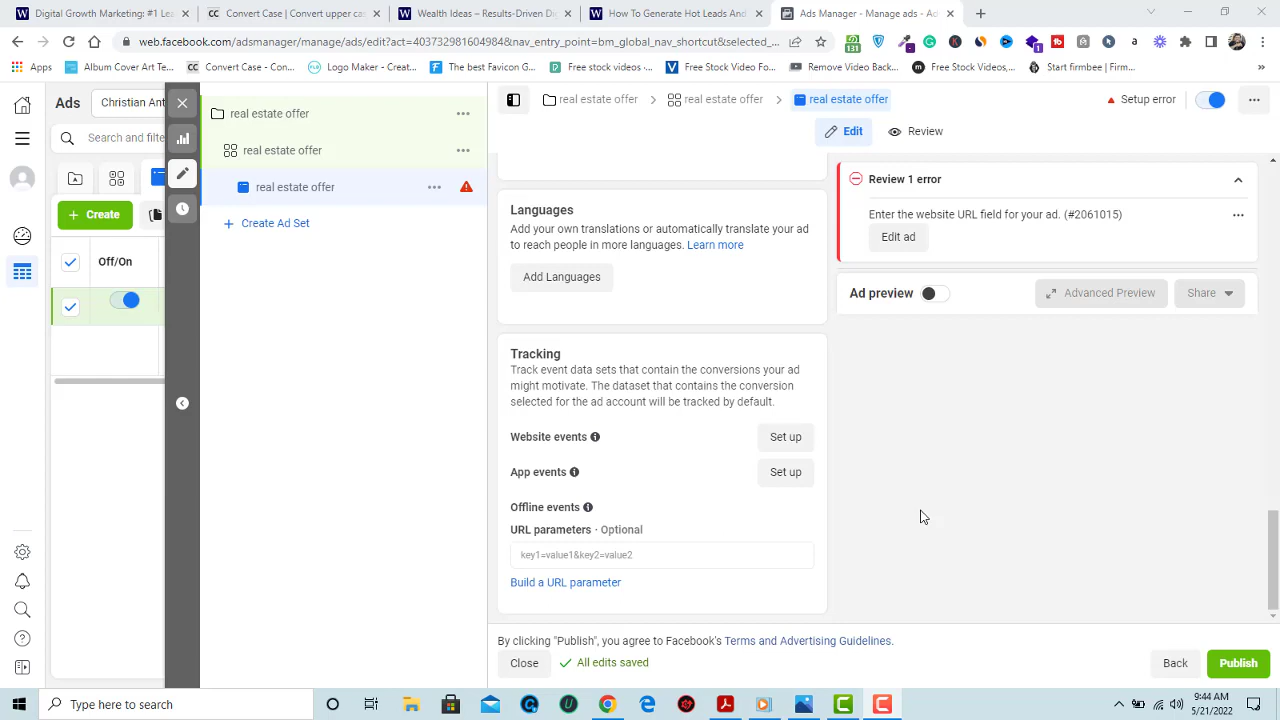 Digital Ads Marketing: #1 Lea
CC Convert Case | Convert upper cas
Wealth Ideas – Results-Driven Dig
How To Generate Hot Leads And
Ads Manager - Manage ads - Ad
web.facebook.com/adsmanager/manage/ads/edit?act=403732981604984&nav_entry_point=bm_global_nav_shortcut&selected_...
131
1
Apps
Album Cover Art Tem...
CC Convert Case - Con...
Logo Maker - Creat...
The best Favicon G...
Free stock videos -...
Free Stock Video Fo...
Remove Video Back...
Free Stock Videos,...
Start firmbee | Firm...
Ads
Christian Ant
Search and filte
Create
Off/On
real estate offer
real estate offer
real estate offer
Create Ad Set
real estate offer
real estate offer
real estate offer
Setup error
Edit
Review
Languages
Add your own translations or automatically translate your ad
to reach people in more languages. Learn more
Add Languages
Tracking
Track event data sets that contain the conversions your ad
might motivate. The dataset that contains the conversion
selected for the ad account will be tracked by default.
Website events
Set up
App events
Set up
Offline events
URL parameters · Optional
key1=value1&key2=value2
Build a URL parameter
Review 1 error
Enter the website URL field for your ad. (#2061015)
Edit ad
Ad preview
Advanced Preview
Share
By clicking "Publish", you agree to Facebook's Terms and Advertising Guidelines.
Close
All edits saved
Back
Publish
Type here to search
9:44 AM
5/21/2022